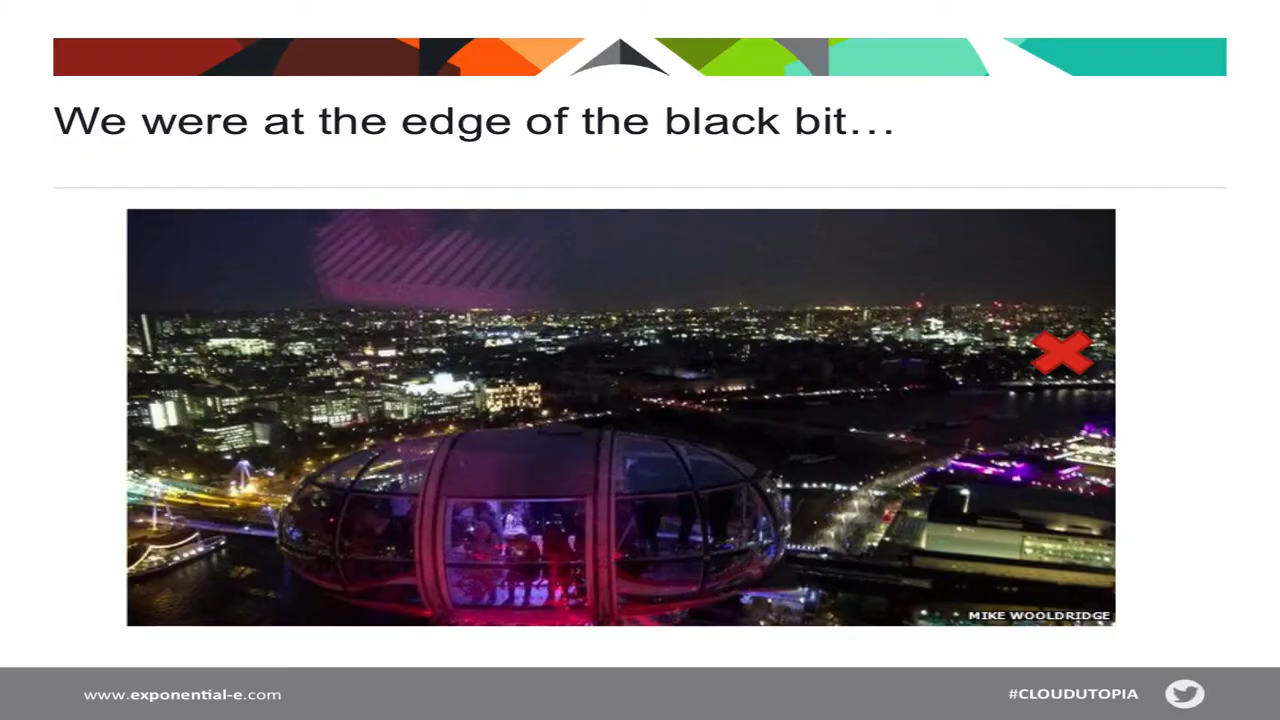 We were at the edge of the black bit…
MIKE WOOLDRIDGE
www.exponential-e.com
#CLOUDUTOPIA